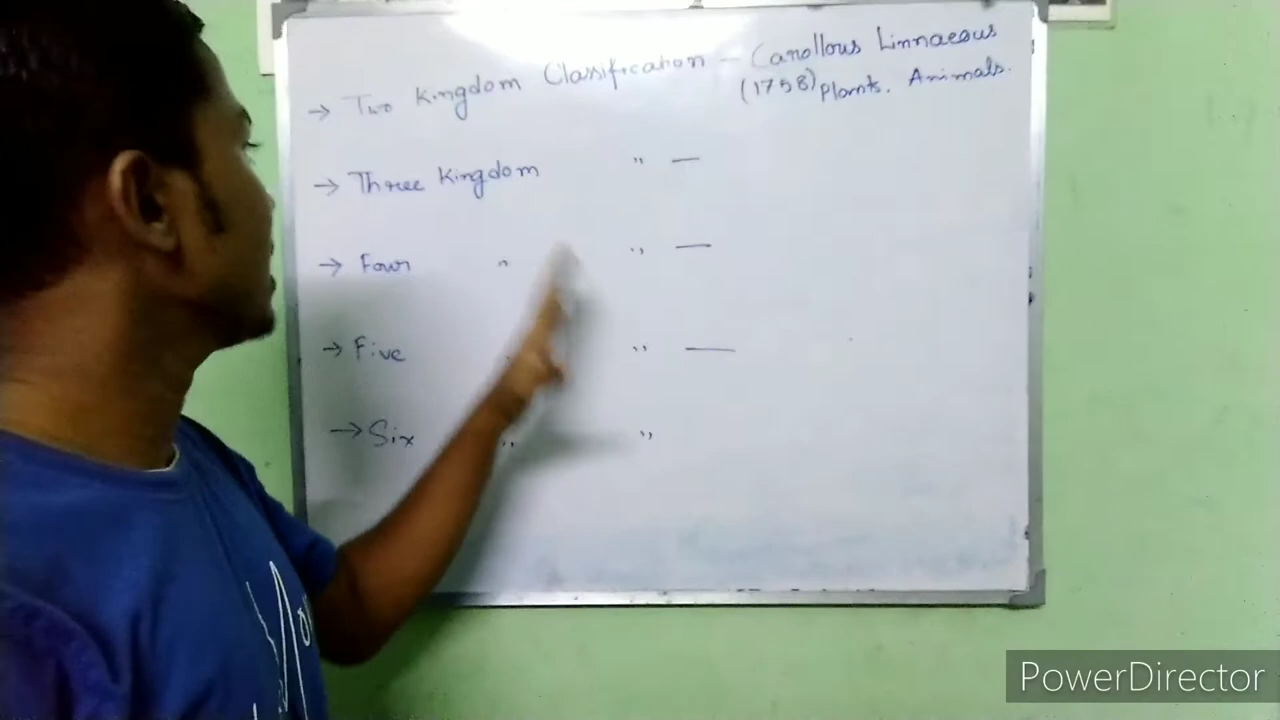 → Two Kingdom Classification – Carollous Linnaeous
(1758) Plants. Animals.
→ Three Kingdom " —
→ Four " " —
→ Five " " —
→ Six " "
PowerDirector